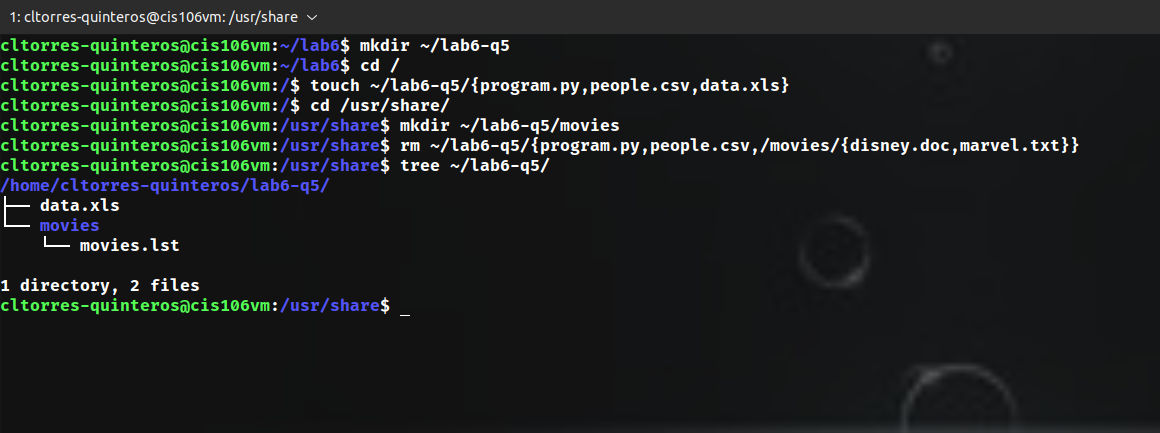 1: cltorres-quinteros@cis106vm: /usr/share
cltorres-quinteros@cis106vm:~/lab6$ mkdir ~/lab6-q5
cltorres-quinteros@cis106vm:~/lab6$ cd /
cltorres-quinteros@cis106vm:/$ touch ~/lab6-q5/{program.py,people.csv,data.xls}
cltorres-quinteros@cis106vm:/$ cd /usr/share/
cltorres-quinteros@cis106vm:/usr/share$ mkdir ~/lab6-q5/movies
cltorres-quinteros@cis106vm:/usr/share$ rm ~/lab6-q5/{program.py,people.csv,/movies/{disney.doc,marvel.txt}}
cltorres-quinteros@cis106vm:/usr/share$ tree ~/lab6-q5/
/home/cltorres-quinteros/lab6-q5/
├── data.xls
└── movies
    └── movies.lst

1 directory, 2 files
cltorres-quinteros@cis106vm:/usr/share$ _